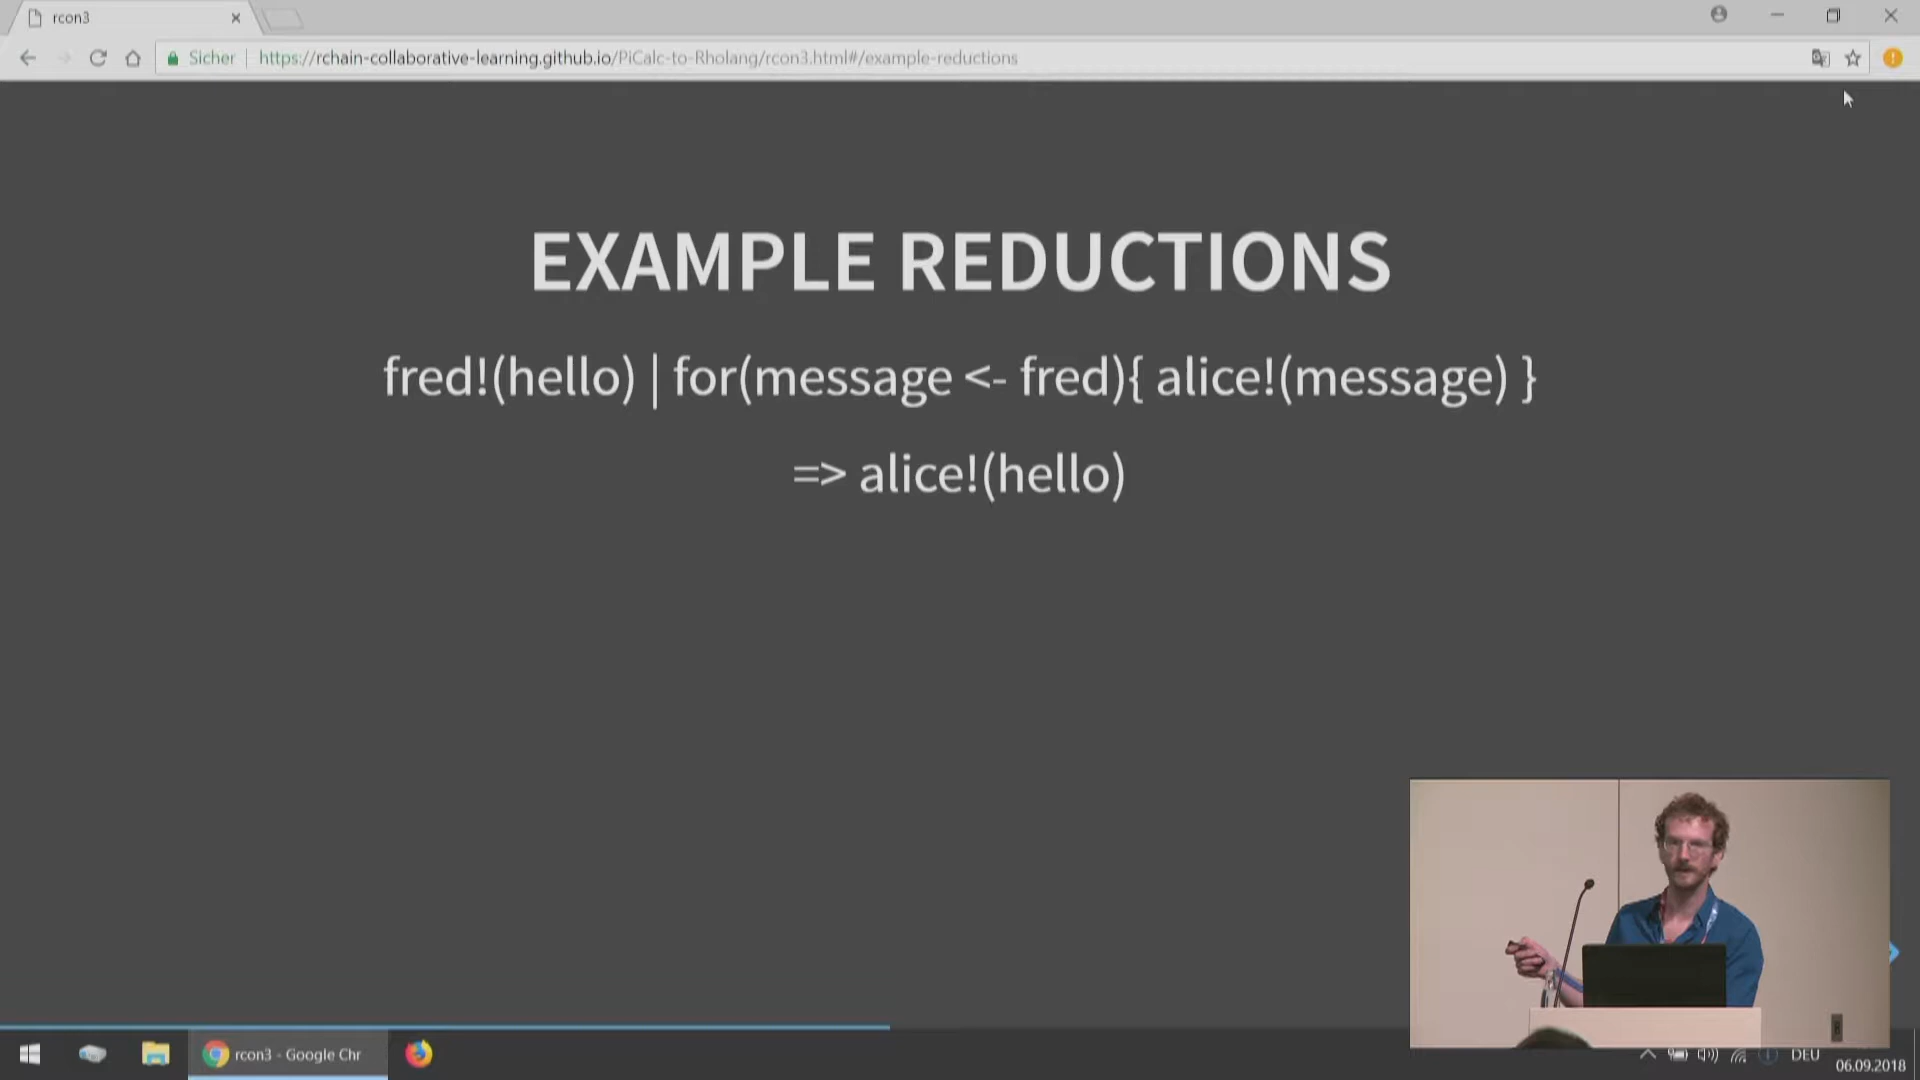 rcon3
Sicher https://rchain-collaborative-learning.github.io/PiCalc-to-Rholang/rcon3.html#/example-reductions
EXAMPLE REDUCTIONS
fred!(hello) | for(message <- fred){ alice!(message) }
=> alice!(hello)
rcon3 - Google Chr
DEU
06.09.2018